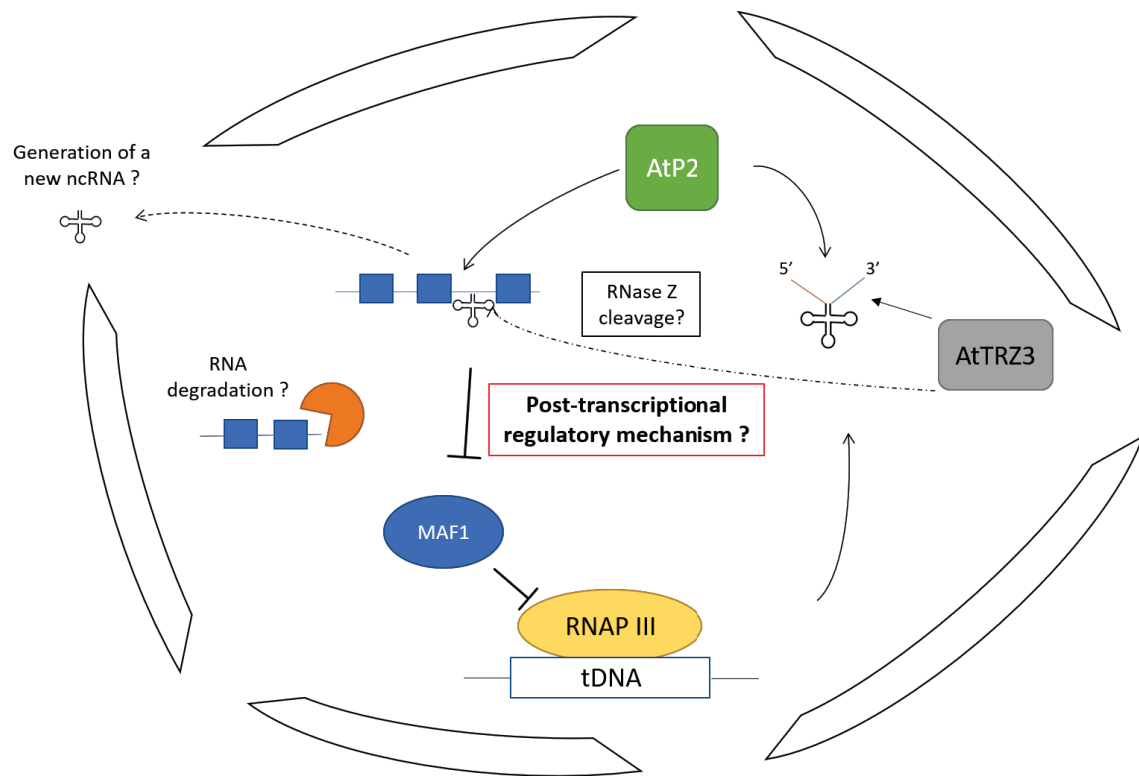 Generation of a
new ncRNA ?
AtP2
5’
3’
RNase Z
cleavage?
AtTRZ3
RNA
degradation ?
Post-transcriptional
regulatory mechanism ?
MAF1
RNAP III
tDNA